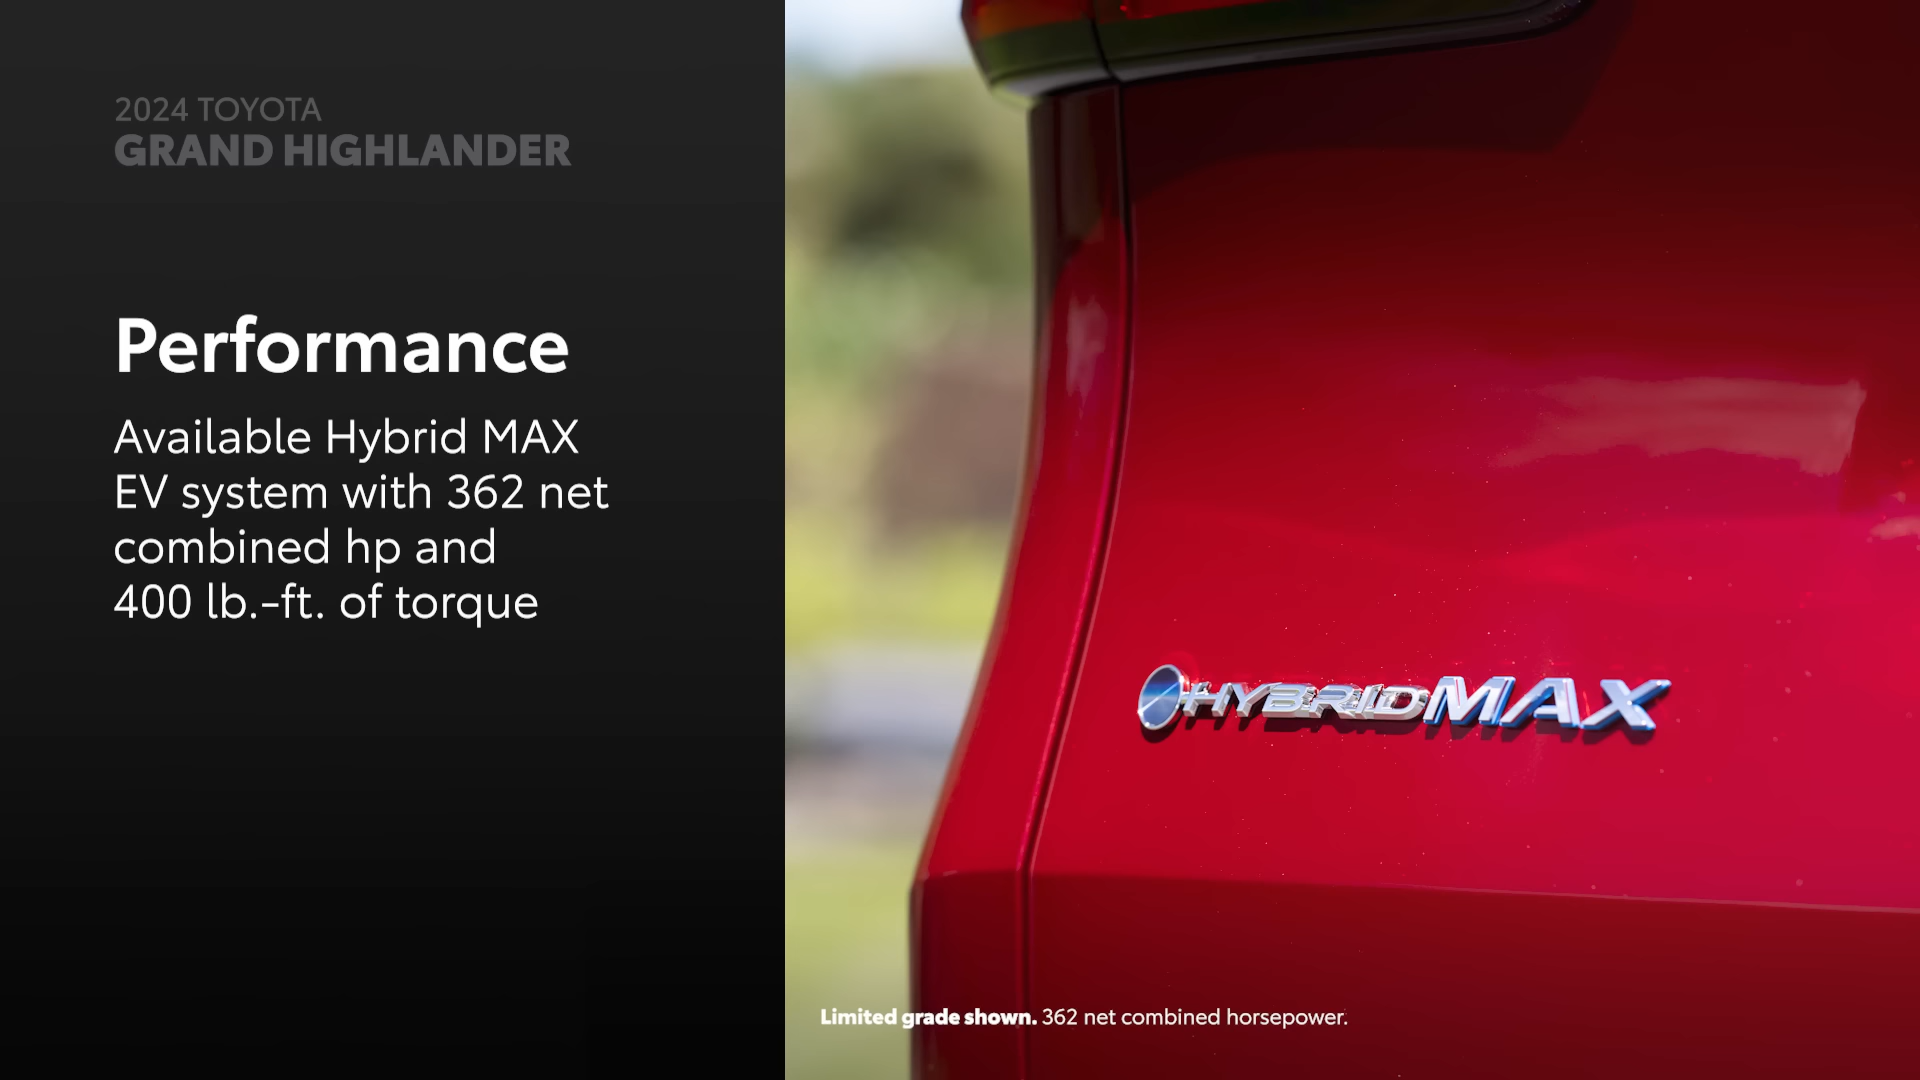 2024 TOYOTA
GRAND HIGHLANDER
Performance
Available Hybrid MAX
EV system with 362 net
combined hp and
400 lb.-ft. of torque
HYBRID MAX
Limited grade shown. 362 net combined horsepower.